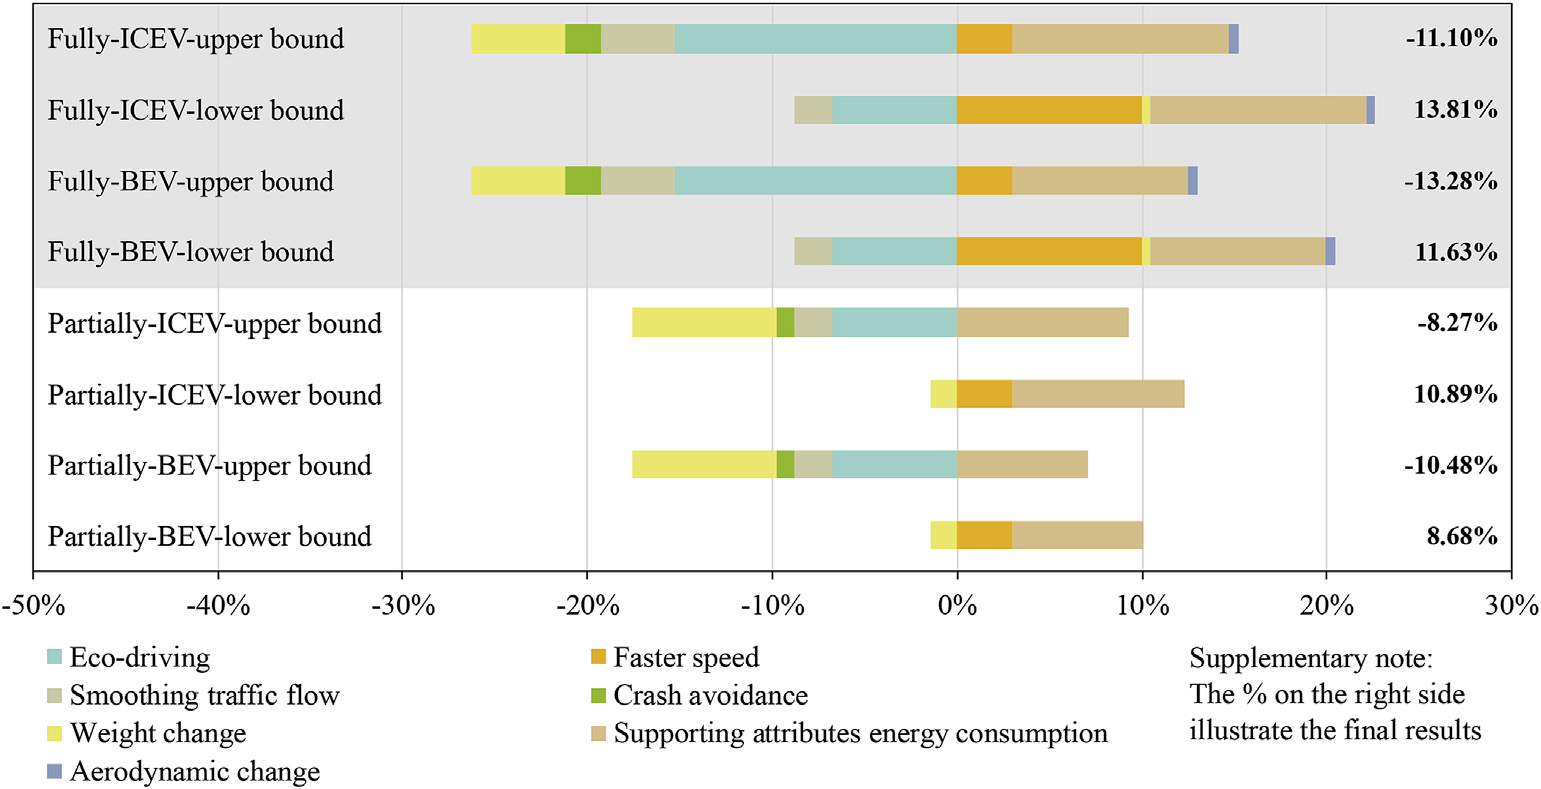 Fully-ICEV-upper bound -11.10%
Fully-ICEV-lower bound 13.81%
Fully-BEV-upper bound -13.28%
Fully-BEV-lower bound 11.63%
Partially-ICEV-upper bound -8.27%
Partially-ICEV-lower bound 10.89%
Partially-BEV-upper bound -10.48%
Partially-BEV-lower bound 8.68%
-50% -40% -30% -20% -10% 0% 10% 20% 30%
Eco-driving Faster speed Supplementary note:
Smoothing traffic flow Crash avoidance The % on the right side
Weight change Supporting attributes energy consumption illustrate the final results
Aerodynamic change